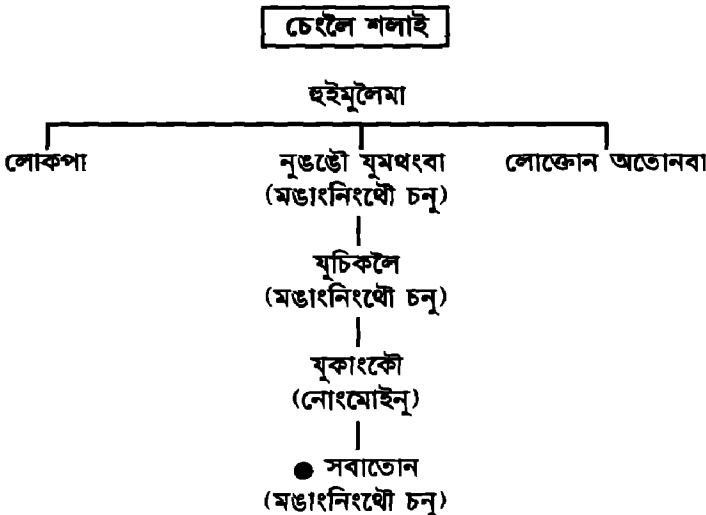 চেংলৈ শলাই
হুইমুলৈমা
লোকপা নুঙঙৌ যুমথংবা লোক্তোন অতোনবা
(মঙাংনিংথৌ চনু)
যুচিকলৈ
(মঙাংনিংথৌ চনু)
যুকাংকৌ
(নোংমোইনু)
● সবাতোন
(মঙাংনিংথৌ চনু)